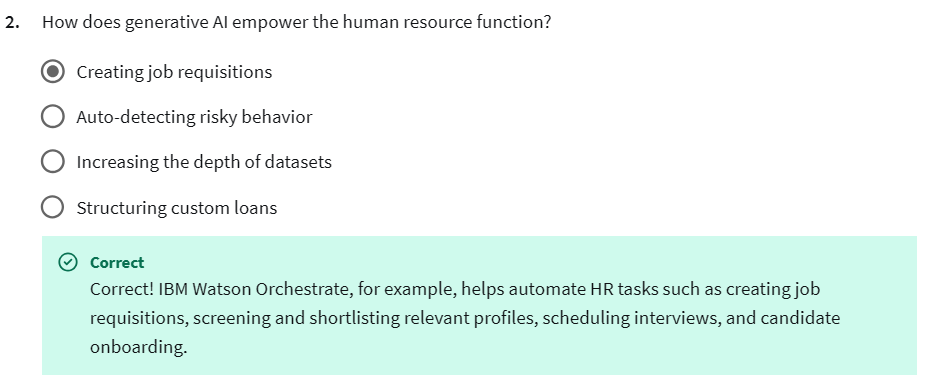 2. How does generative AI empower the human resource function?
Creating job requisitions
Auto-detecting risky behavior
Increasing the depth of datasets
Structuring custom loans
Correct
Correct! IBM Watson Orchestrate, for example, helps automate HR tasks such as creating job
requisitions, screening and shortlisting relevant profiles, scheduling interviews, and candidate
onboarding.